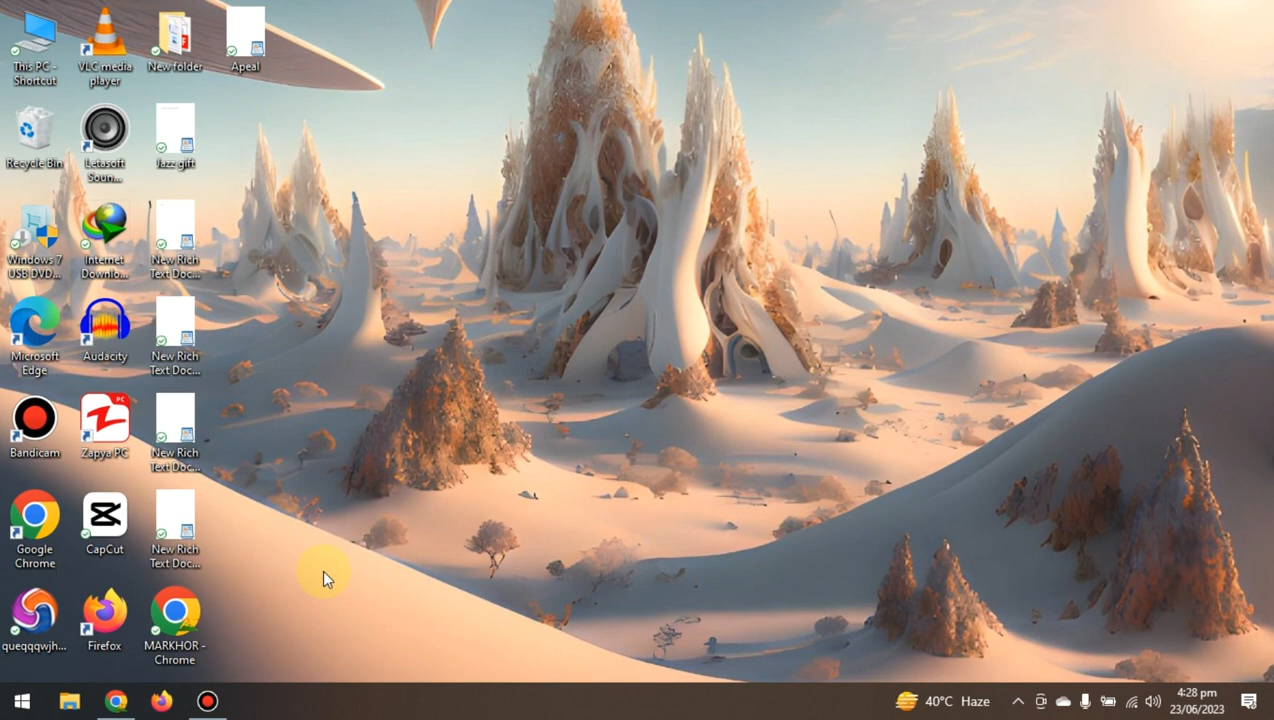 This PC -
Shortcut
VLC media
player
New folder
Apeal
Recycle Bin
Letasoft
Soun...
Jazz gift
Windows 7
USB DVD...
Internet
Downlo...
New Rich
Text Doc...
Microsoft
Edge
Audacity
New Rich
Text Doc...
Bandicam
PC
Zapya PC
New Rich
Text Doc...
Google
Chrome
CapCut
New Rich
Text Doc...
queqqqwjh...
Firefox
MARKHOR -
Chrome
40°C Haze
4:28 pm
23/06/2023